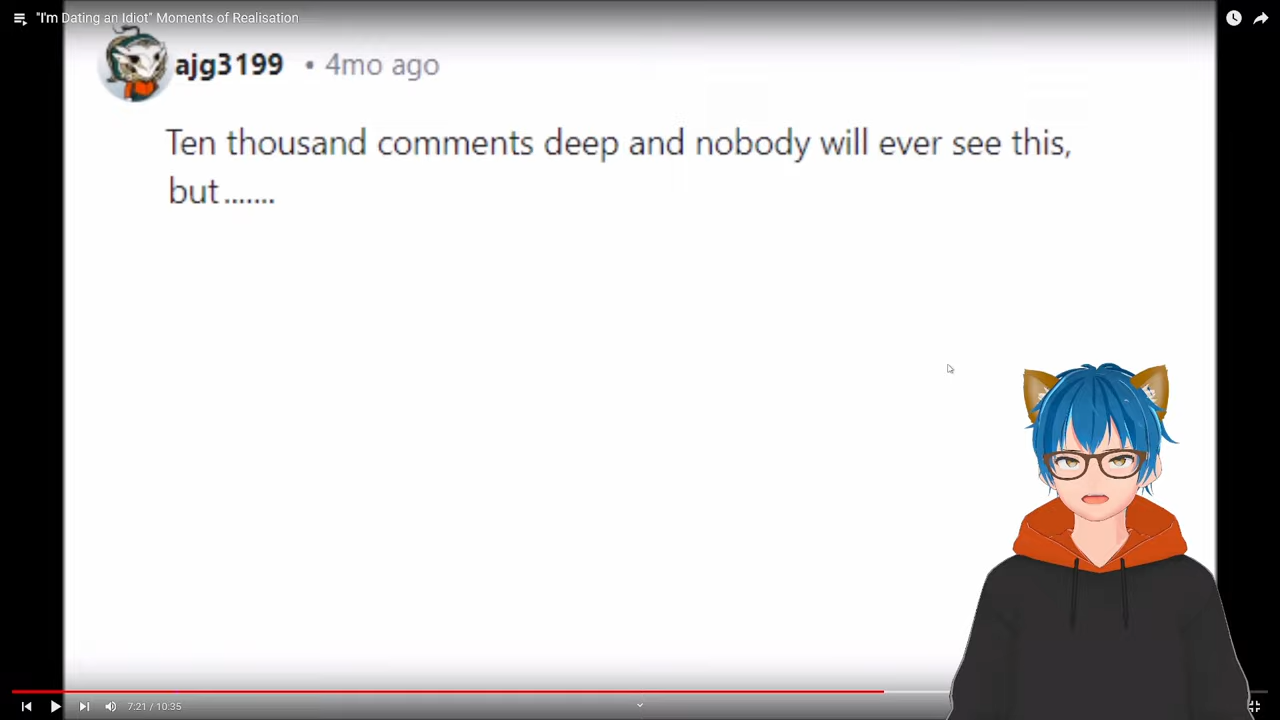 "I'm Dating an Idiot" Moments of Realisation
ajg3199 • 4mo ago
Ten thousand comments deep and nobody will ever see this,
but.......
7:21 / 10:35